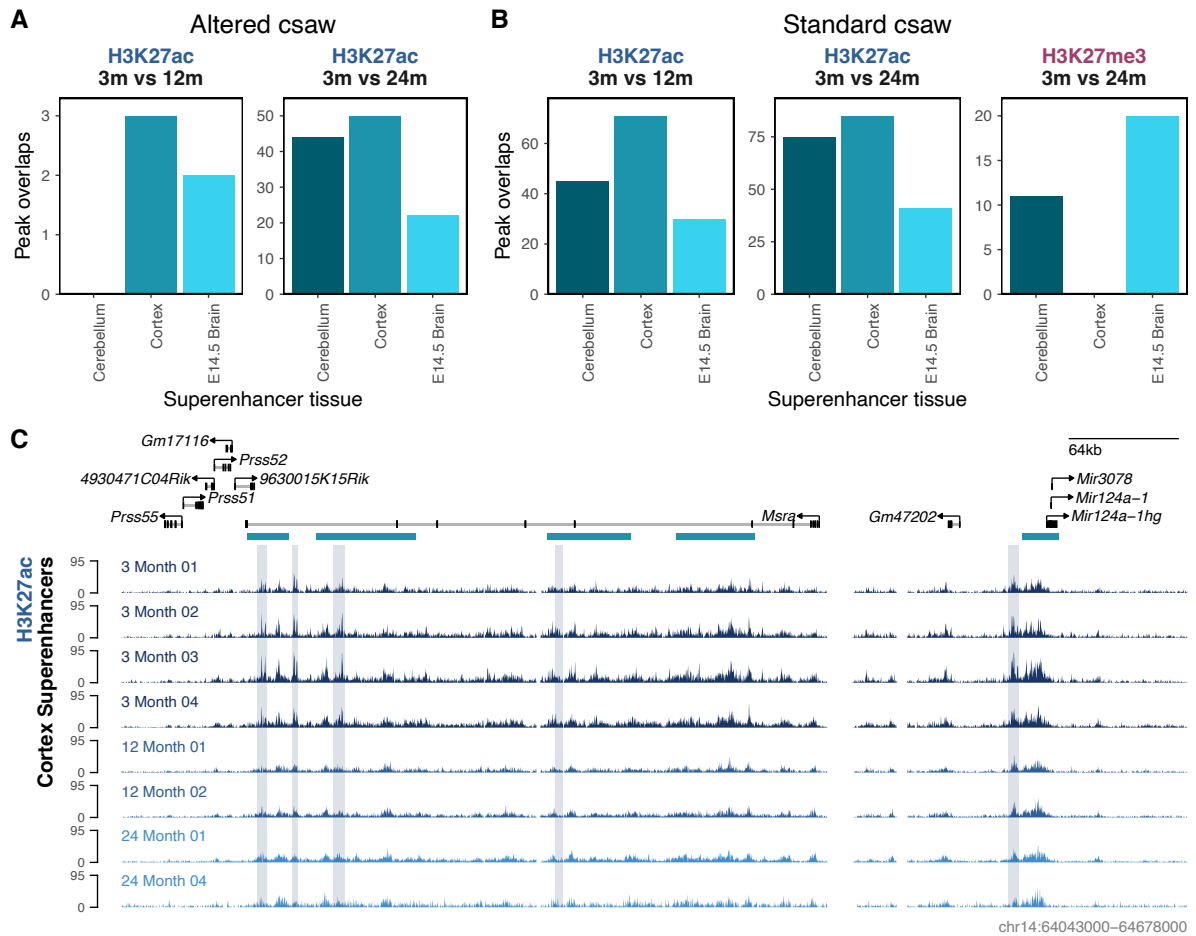 A
Altered csaw
H3K27ac
3m vs 12m
H3K27ac
3m vs 24m
Peak overlaps
3
2
1
0
50
40
30
20
10
0
Cerebellum
Cortex
E14.5 Brain
Cerebellum
Cortex
E14.5 Brain
Superenhancer tissue
B
Standard csaw
H3K27ac
3m vs 12m
H3K27ac
3m vs 24m
H3K27me3
3m vs 24m
Peak overlaps
60
40
20
0
75
50
25
0
20
15
10
5
0
Cerebellum
Cortex
E14.5 Brain
Cerebellum
Cortex
E14.5 Brain
Cerebellum
Cortex
E14.5 Brain
Superenhancer tissue
C
Gm17116
Prss52
4930471C04Rik
9630015K15Rik
Prss51
Prss55
Msra
Gm47202
64kb
Mir3078
Mir124a-1
Mir124a-1hg
H3K27ac
Cortex Superenhancers
95
0
3 Month 01
95
0
3 Month 02
95
0
3 Month 03
95
0
3 Month 04
95
0
12 Month 01
95
0
12 Month 02
95
0
24 Month 01
95
0
24 Month 04
chr14:64043000−64678000